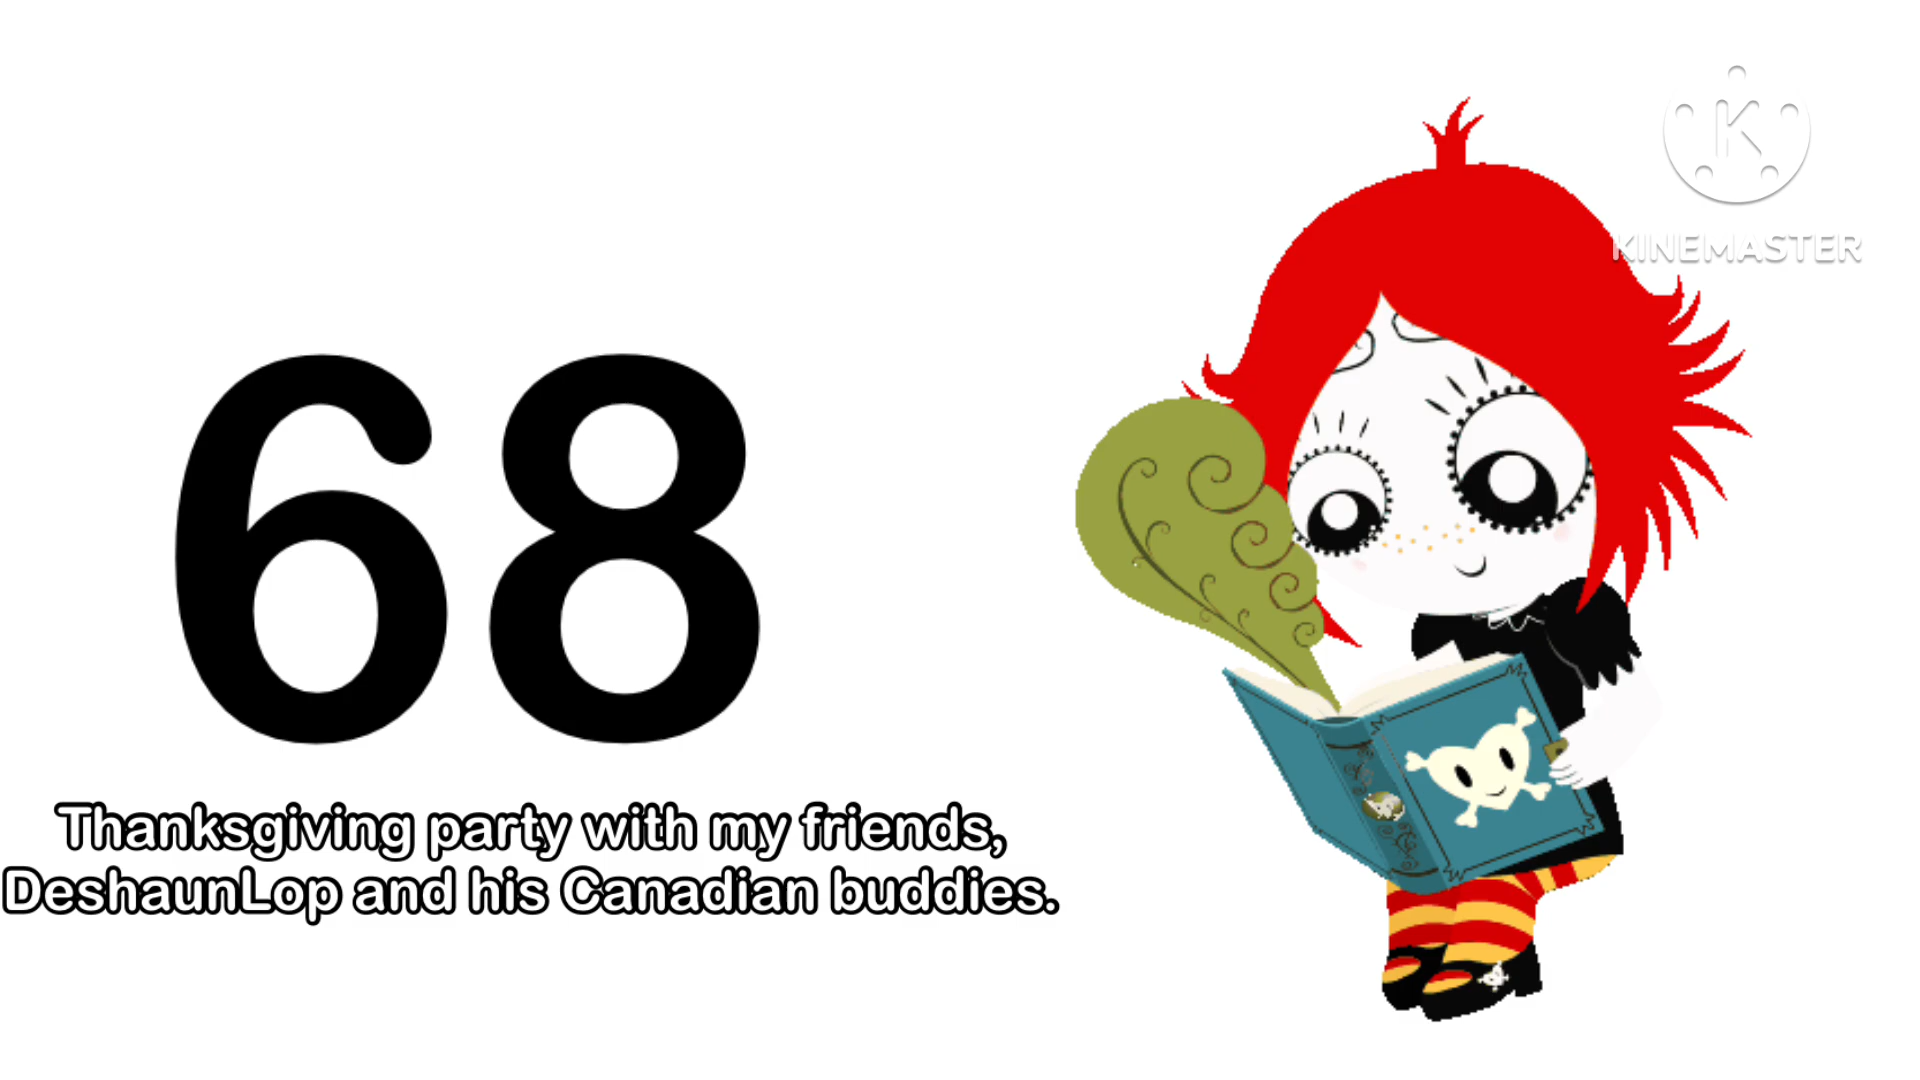 K
KINEMASTER
68
Thanksgiving party with my friends,
DeshaunLop and his Canadian buddies.